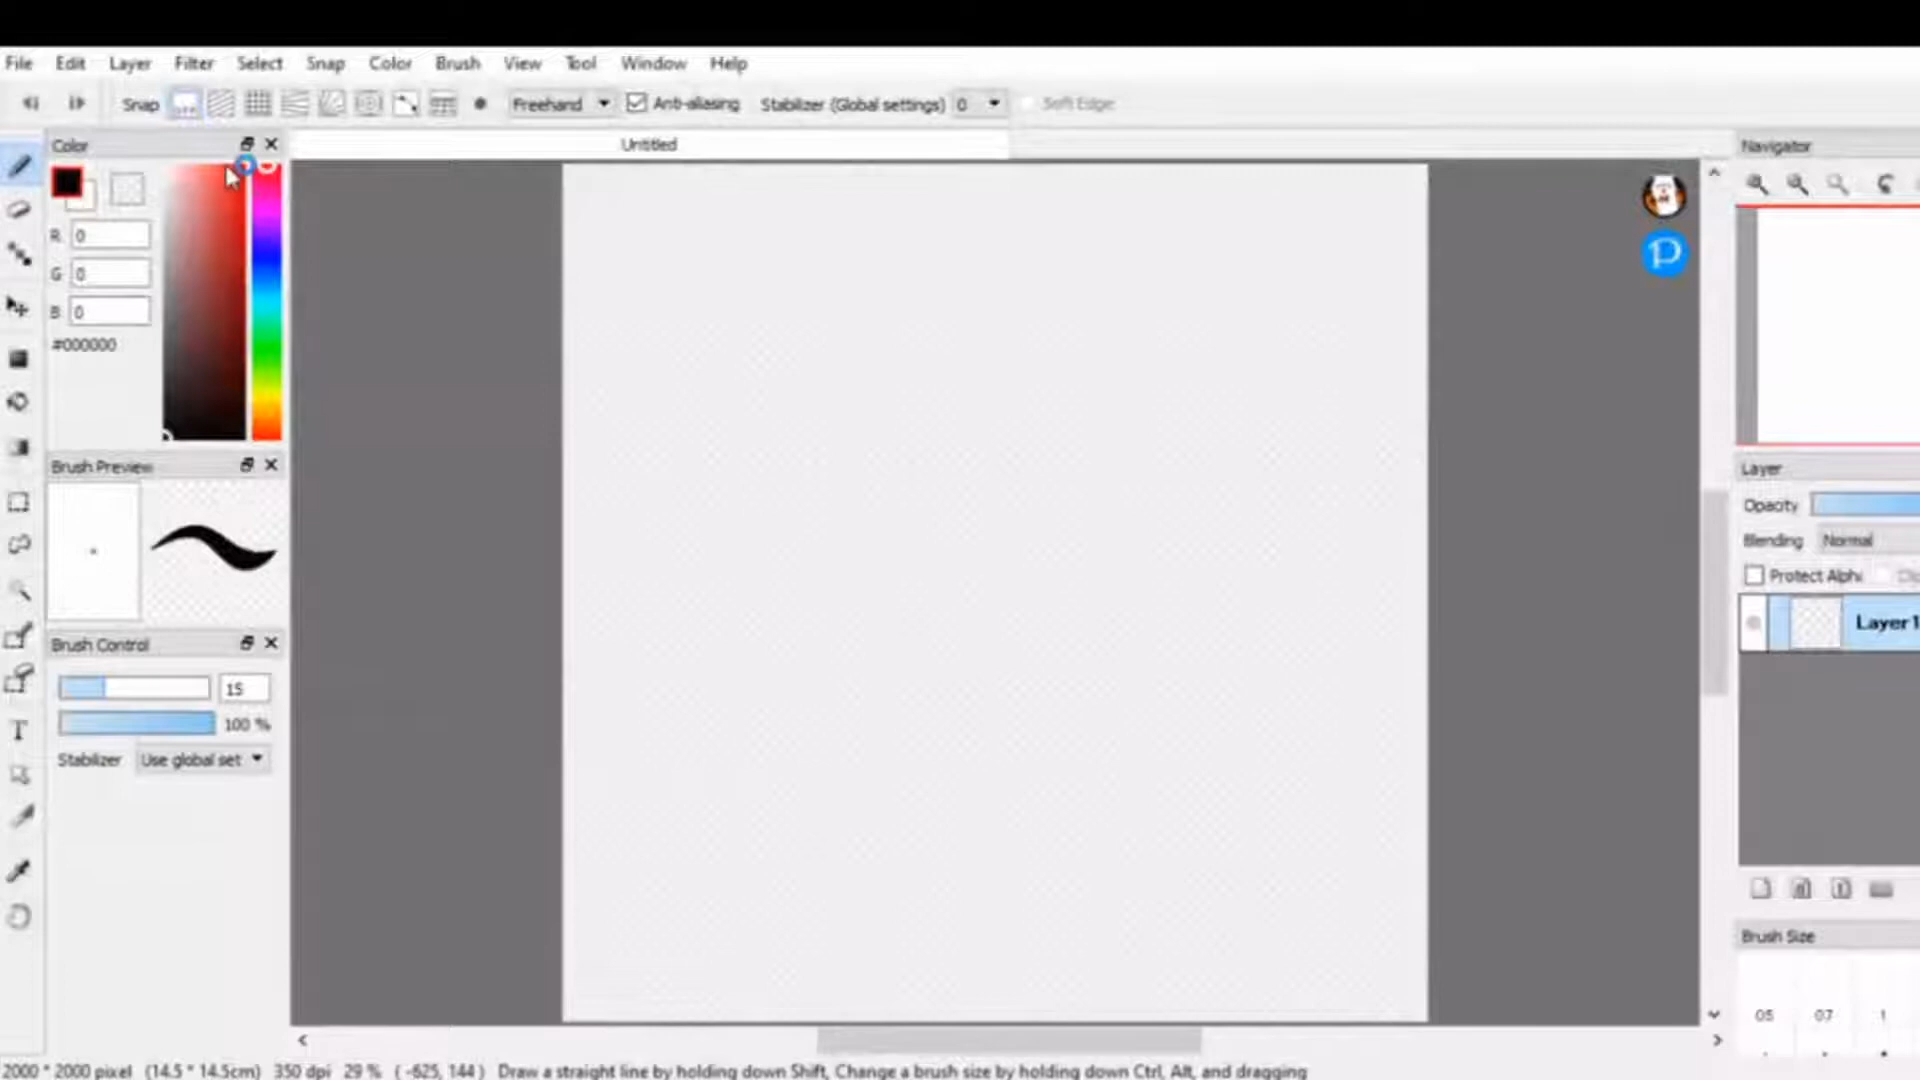 File Edit Layer Filter Select Snap Color Brush View Tool Window Help
Snap Freehand Anti-aliasing Stabilizer (Global settings) 0 Soft Edge
Color
Untitled
Navigator
R 0
G 0
B 0
#000000
Brush Preview
Brush Control
15
100 %
Stabilizer Use global set
Layer
Opacity
Blending Normal
Protect Alph
Layer1
Brush Size
05 07 1
2000 * 2000 pixel (14.5 * 14.5cm) 350 dpi 29 % ( -625, 144 ) Draw a straight line by holding down Shift, Change a brush size by holding down Ctrl, Alt, and dragging